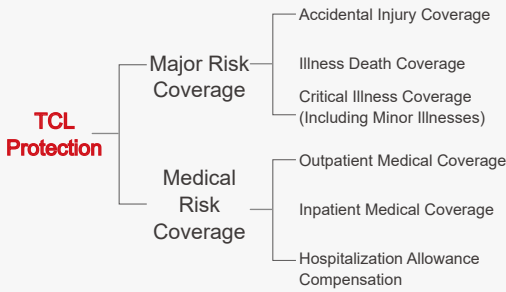 TCL
Protection
Major Risk
Coverage
Accidental Injury Coverage
Illness Death Coverage
Critical Illness Coverage
(Including Minor Illnesses)
Medical
Risk
Coverage
Outpatient Medical Coverage
Inpatient Medical Coverage
Hospitalization Allowance
Compensation